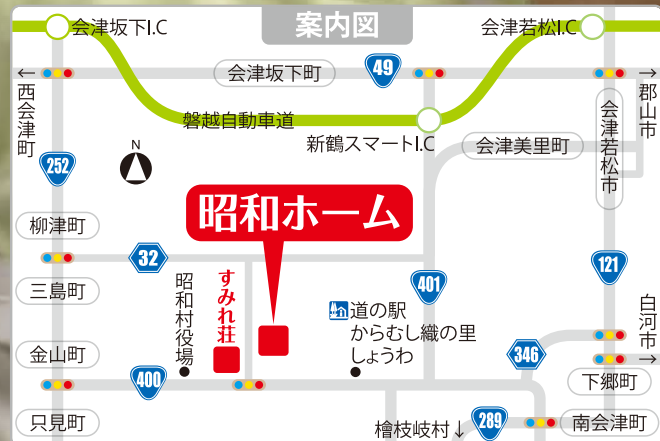 案内図
会津坂下I.C
会津若松I.C
←
西会津町
会津坂下町
49
→
郡山市
磐越自動車道
新鶴スマートI.C
会津美里町
会津若松市
252
N
柳津町
昭和ホーム
32
三島町
昭和村役場
すみれ荘
401
121
道の駅
からむし織の里
しょうわ
白河市
→
346
金山町
400
下郷町
只見町
檜枝岐村↓
289
南会津町